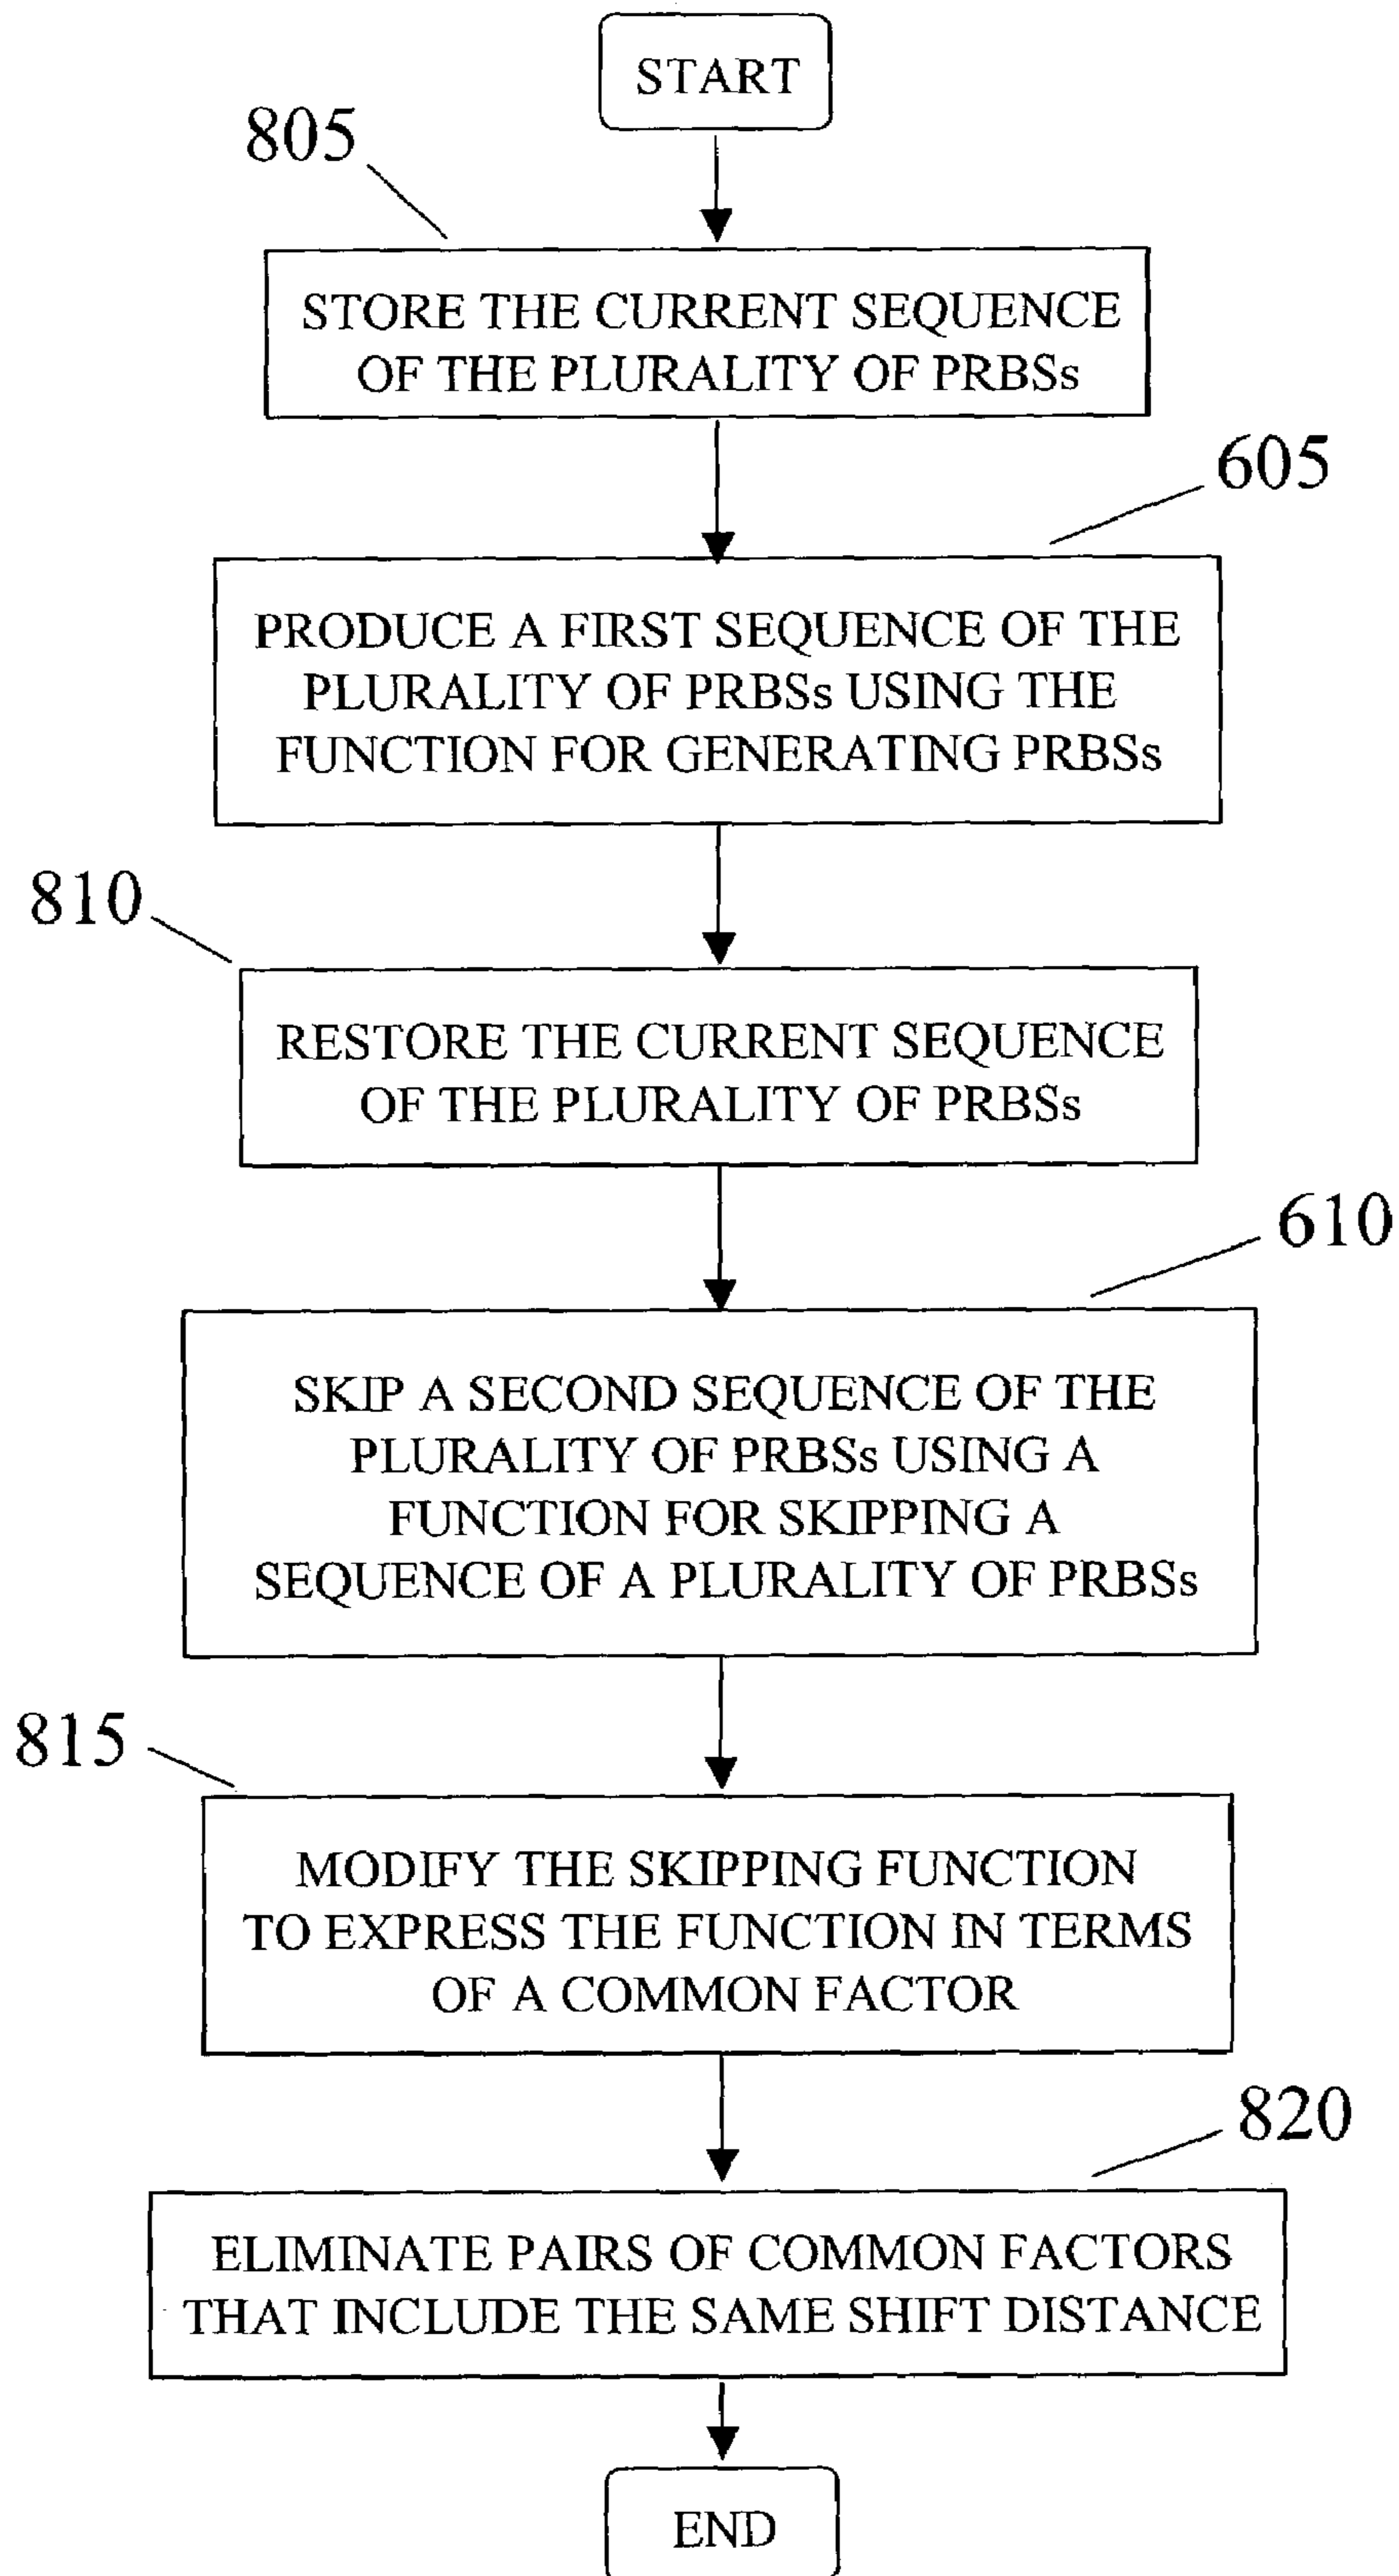 START
805
STORE THE CURRENT SEQUENCE
OF THE PLURALITY OF PRBSs
605
PRODUCE A FIRST SEQUENCE OF THE
PLURALITY OF PRBSs USING THE
FUNCTION FOR GENERATING PRBSs
810
RESTORE THE CURRENT SEQUENCE
OF THE PLURALITY OF PRBSs
610
SKIP A SECOND SEQUENCE OF THE
PLURALITY OF PRBSs USING A
FUNCTION FOR SKIPPING A
SEQUENCE OF A PLURALITY OF PRBSs
815
MODIFY THE SKIPPING FUNCTION
TO EXPRESS THE FUNCTION IN TERMS
OF A COMMON FACTOR
820
ELIMINATE PAIRS OF COMMON FACTORS
THAT INCLUDE THE SAME SHIFT DISTANCE
END